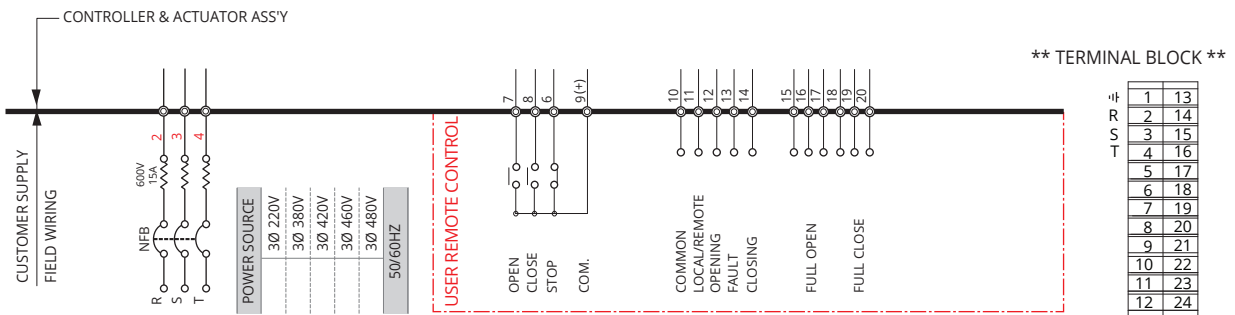 CONTROLLER & ACTUATOR ASS'Y
CUSTOMER SUPPLY
FIELD WIRING
2
3
4
600V
15A
NFB
R
S
T
POWER SOURCE
3Ø 220V
3Ø 380V
3Ø 420V
3Ø 460V
3Ø 480V
50/60HZ
USER REMOTE CONTROL
7
8
6
9(+)
OPEN
CLOSE
STOP
COM.
10
11
12
13
14
COMMON
LOCAL/REMOTE
OPENING
FAULT
CLOSING
15
16
17
18
19
20
FULL OPEN
FULL CLOSE
** TERMINAL BLOCK **
1 13
R 2 14
S 3 15
T 4 16
5 17
6 18
7 19
8 20
9 21
10 22
11 23
12 24